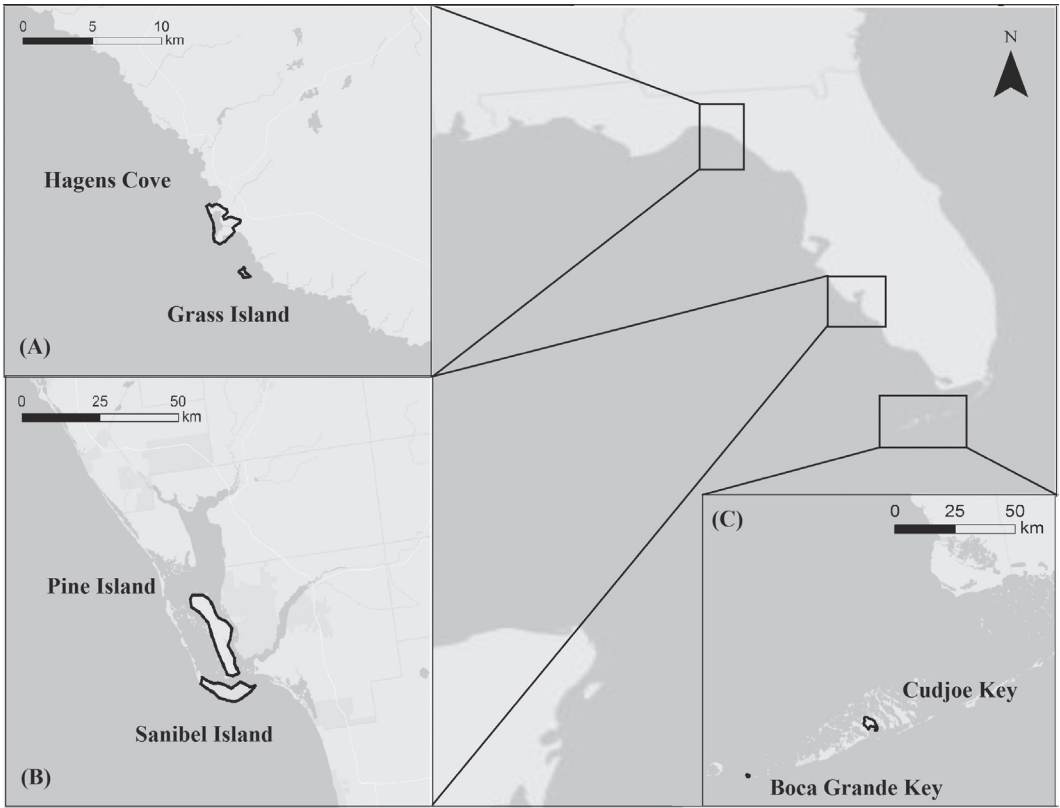 0 5 10
km
Hagens Cove
Grass Island
(A)
N
0 25 50
km
Pine Island
Sanibel Island
(B)
(C)
0 25 50
km
Cudjoe Key
Boca Grande Key